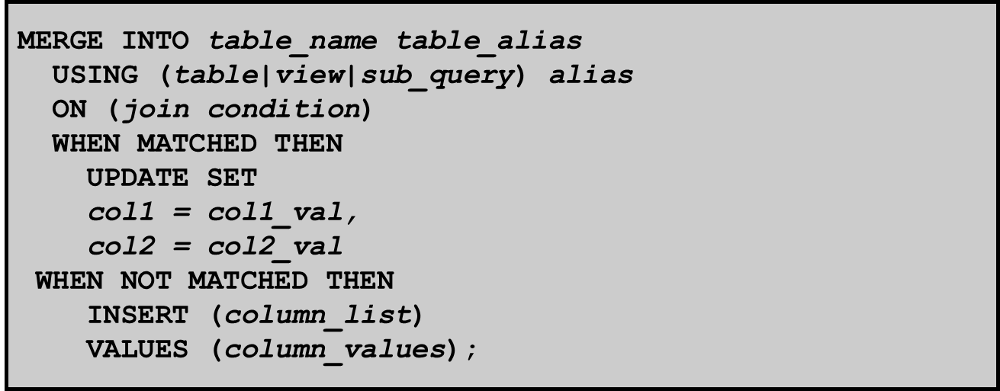 MERGE INTO table_name table_alias
USING (table|view|sub_query) alias
ON (join condition)
WHEN MATCHED THEN
UPDATE SET
col1 = col1_val,
col2 = col2_val
WHEN NOT MATCHED THEN
INSERT (column_list)
VALUES (column_values);